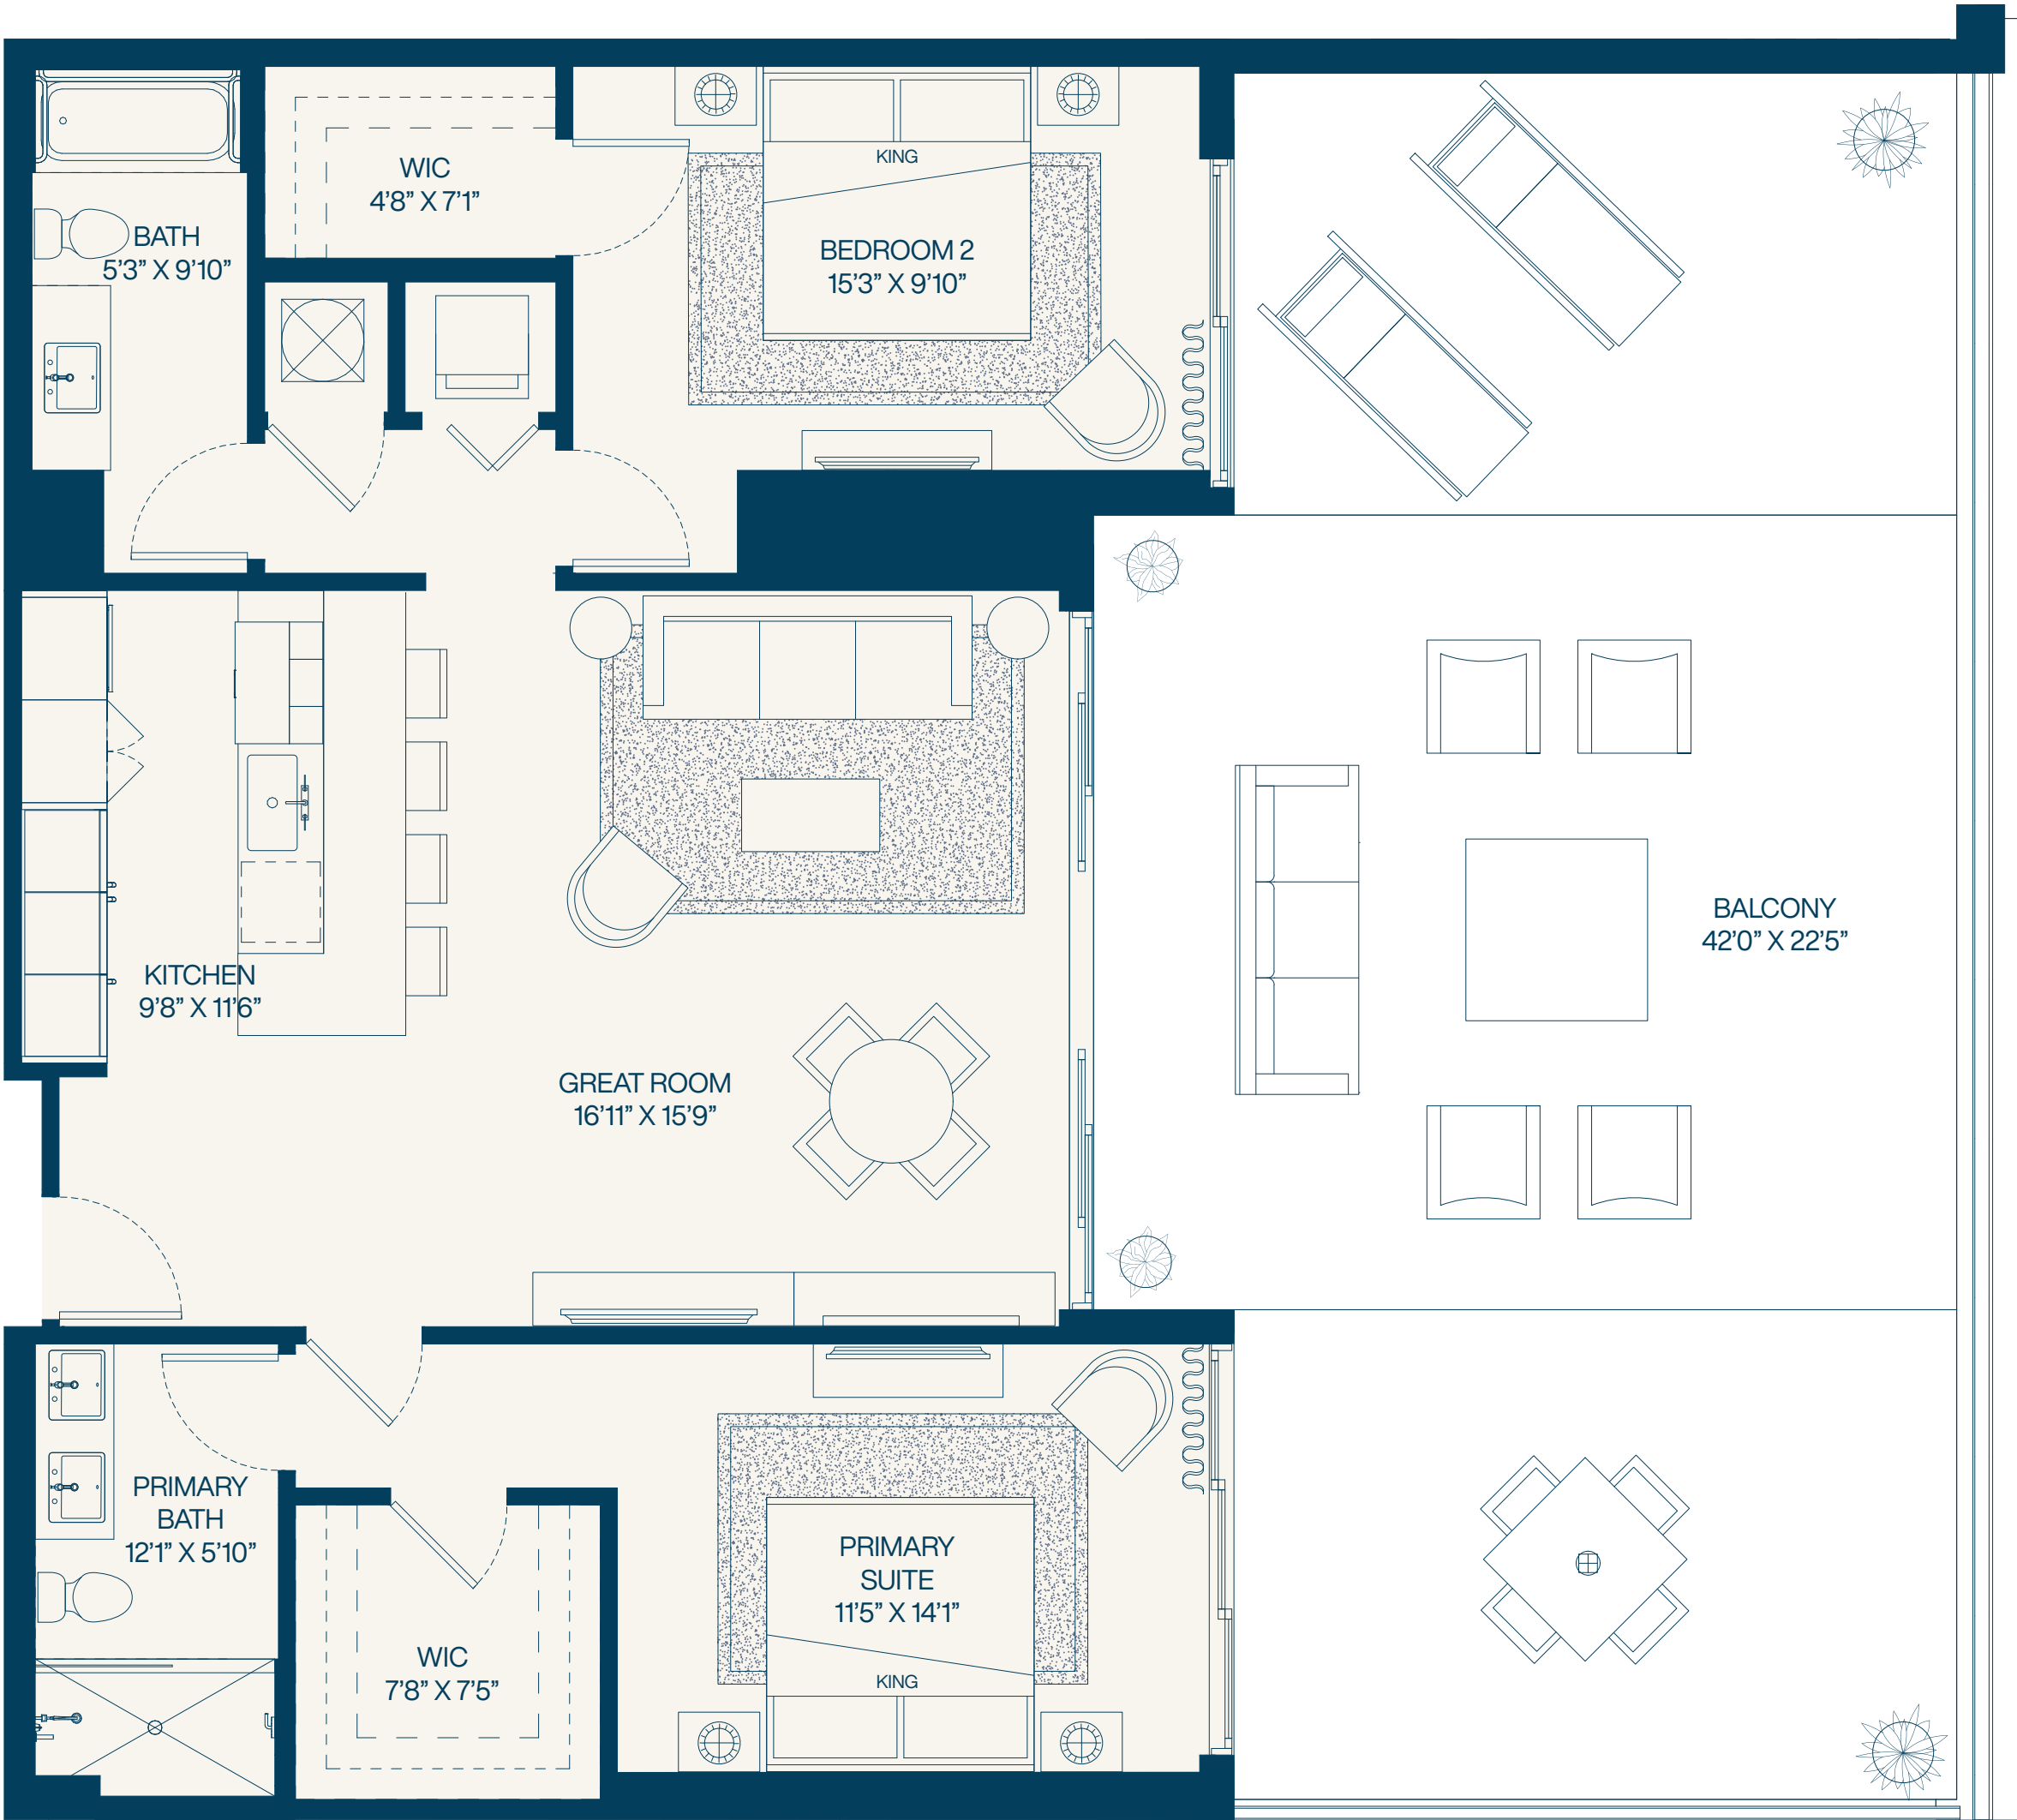 WIC
4’8” X 7’1”
KING
BATH
5’3” X 9’10”
BEDROOM 2
15’3” X 9’10”
BALCONY
42’0” X 22’5”
KITCHEN
9’8” X 11’6”
GREAT ROOM
16’11” X 15’9”
PRIMARY
BATH
12’1” X 5’10”
PRIMARY
SUITE
11’5” X 14’1”
WIC
7’8” X 7’5”
KING